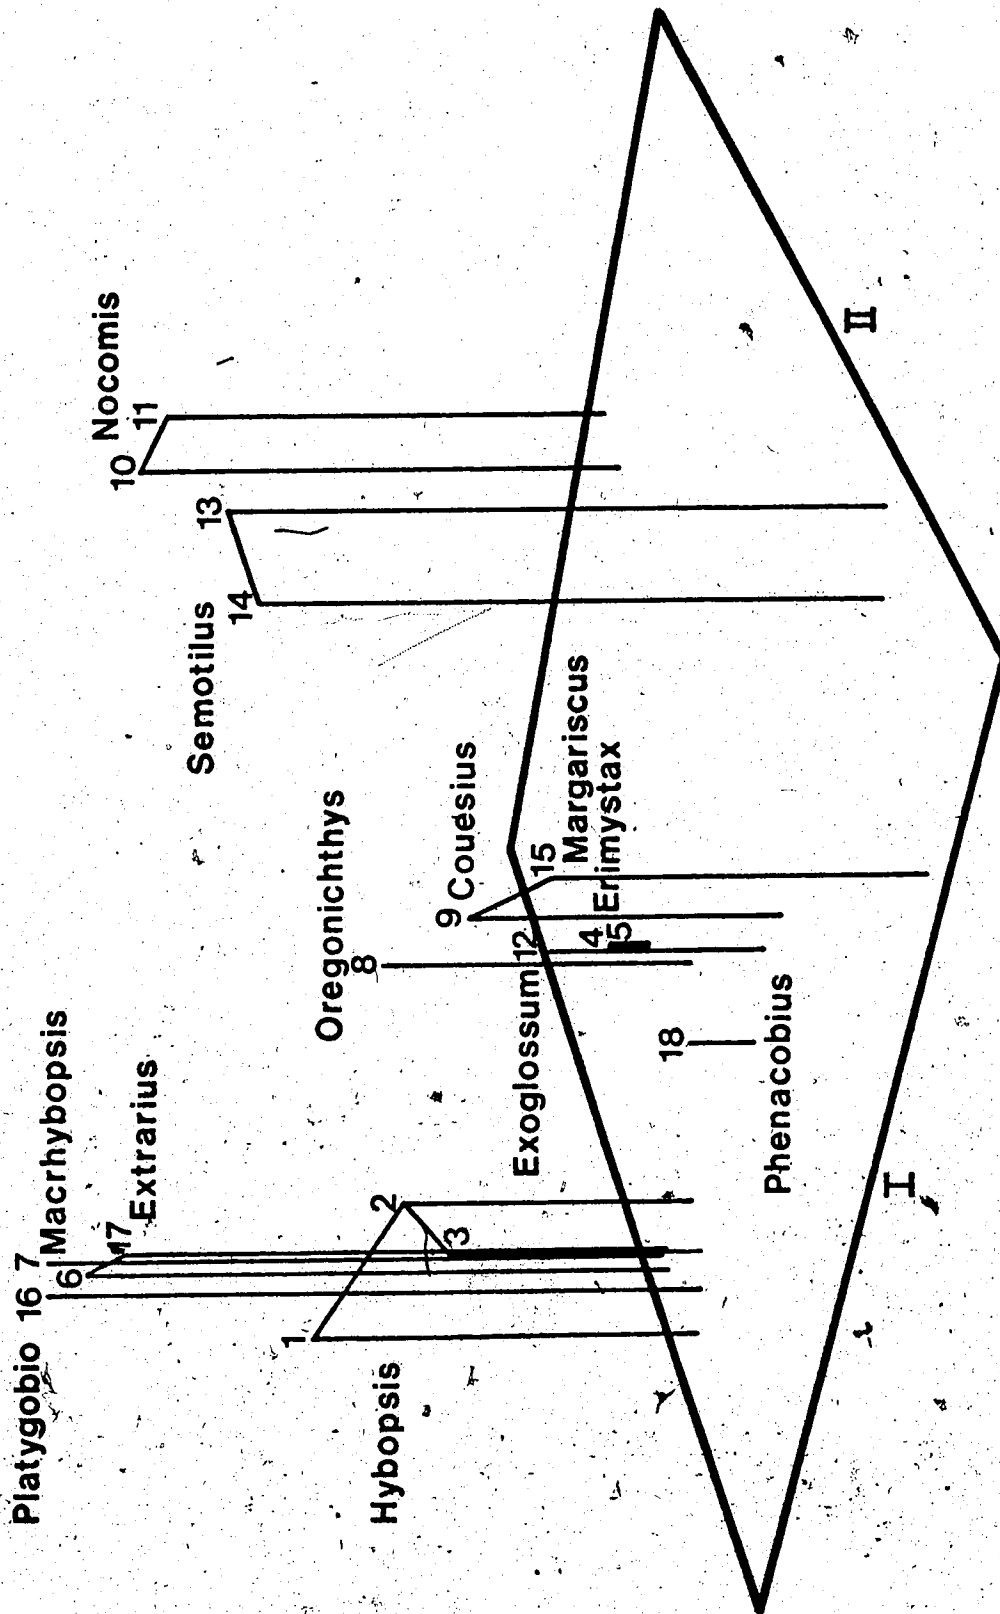 Platygobio 16 7 Macrhybopsis
6
17
Extrarius
Nocomis
10
11
Semotilus
13
14
1
Oregonichthys
8
Hybopsis
2
3
9 Couesius
Exoglossum 12
15
Margariscus
4
5 Erimystax
18
Phenacobius
I
II